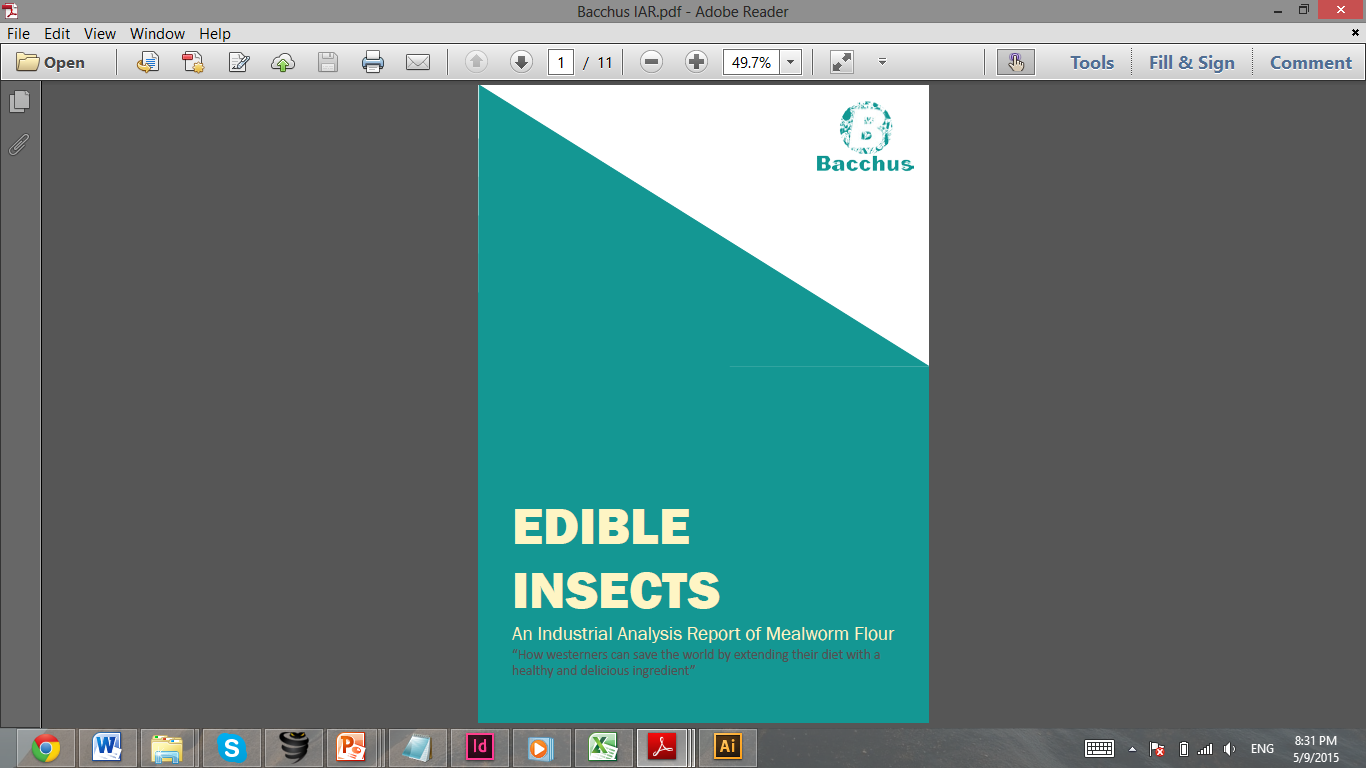 Bacchus IAR.pdf - Adobe Reader
File Edit View Window Help
Open 1 / 11 49.7% Tools Fill & Sign Comment
B
Bacchus
EDIBLE
INSECTS
An Industrial Analysis Report of Mealworm Flour
“How westerners can save the world by extending their diet with a
healthy and delicious ingredient”
W S P Id X Ai ENG 8:31 PM
5/9/2015